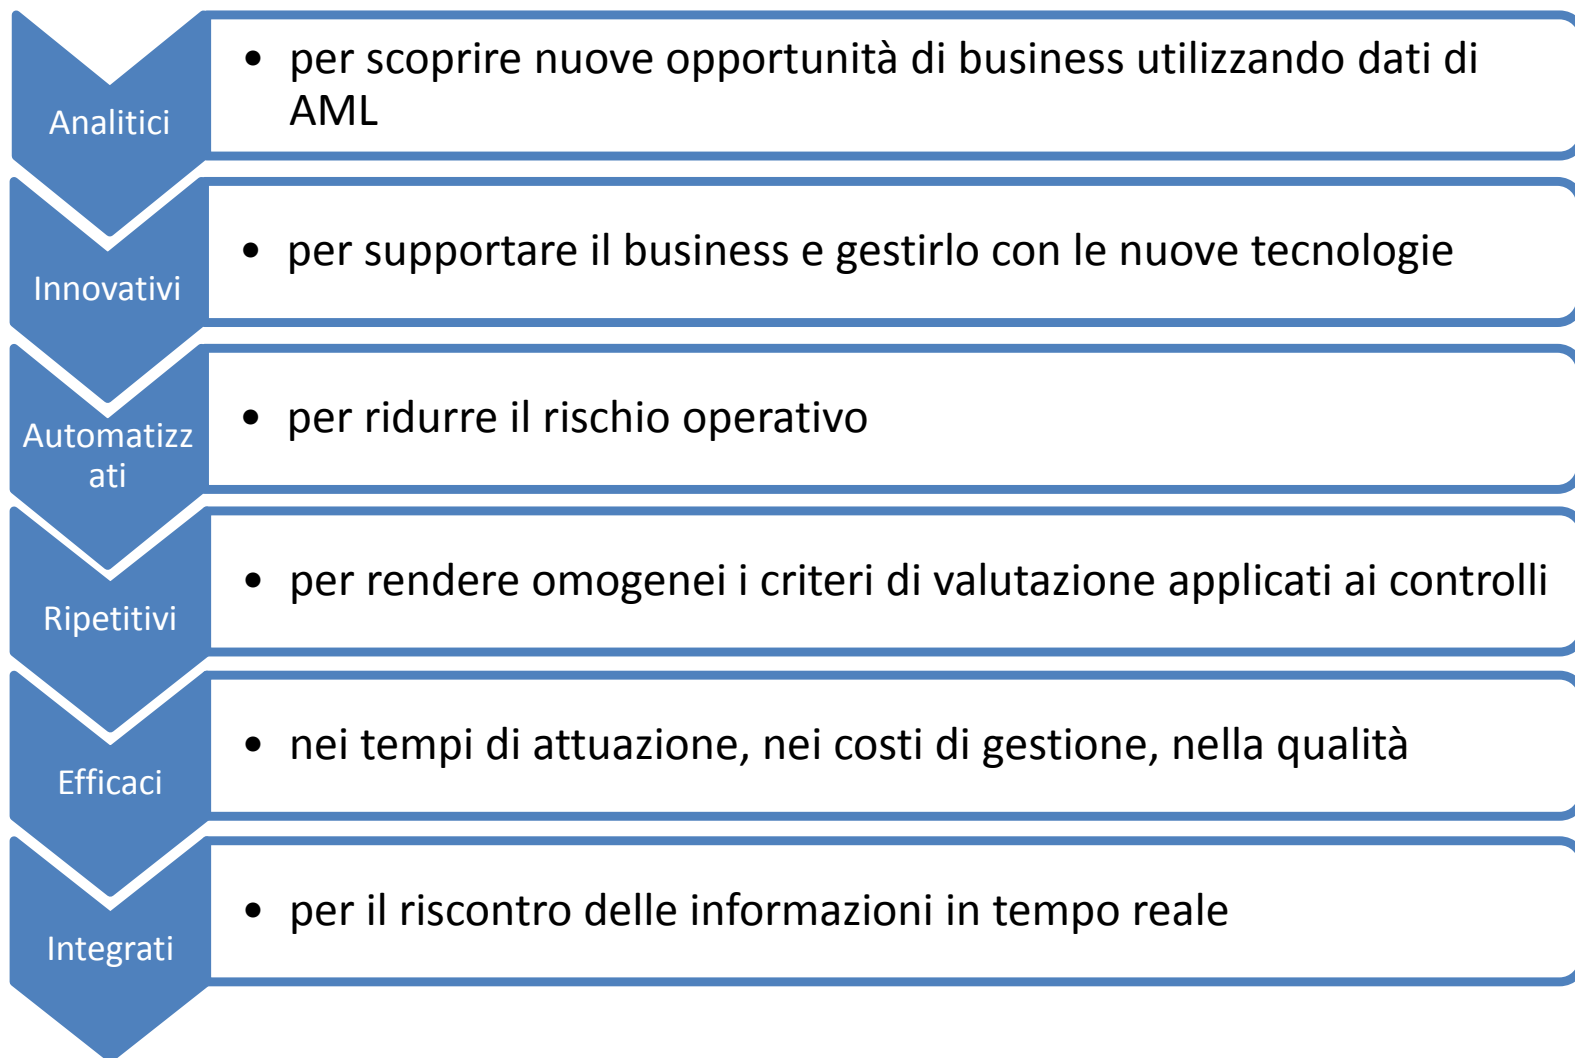 Analitici
• per scoprire nuove opportunità di business utilizzando dati di
AML
Innovativi
• per supportare il business e gestirlo con le nuove tecnologie
Automatizz
ati
• per ridurre il rischio operativo
Ripetitivi
• per rendere omogenei i criteri di valutazione applicati ai controlli
Efficaci
• nei tempi di attuazione, nei costi di gestione, nella qualità
Integrati
• per il riscontro delle informazioni in tempo reale